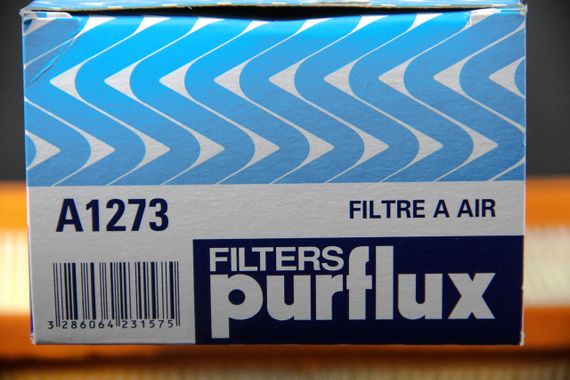 A1273
FILTRE A AIR
FILTERS
purflux
3 286064 231575